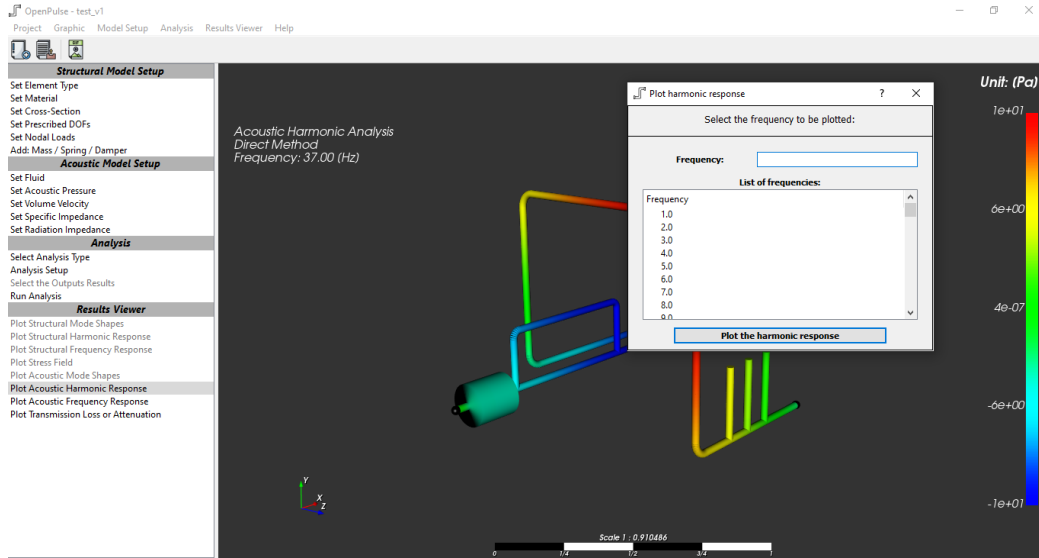 OpenPulse - test_v1
Project Graphic Model Setup Analysis Results Viewer Help
Structural Model Setup
Set Element Type
Set Material
Set Cross-Section
Set Prescribed DOFs
Set Nodal Loads
Add: Mass / Spring / Damper
Acoustic Model Setup
Set Fluid
Set Acoustic Pressure
Set Volume Velocity
Set Specific Impedance
Set Radiation Impedance
Analysis
Select Analysis Type
Analysis Setup
Select the Outputs Results
Run Analysis
Results Viewer
Plot Structural Mode Shapes
Plot Structural Harmonic Response
Plot Structural Frequency Response
Plot Stress Field
Plot Acoustic Mode Shapes
Plot Acoustic Harmonic Response
Plot Acoustic Frequency Response
Plot Transmission Loss or Attenuation
Acoustic Harmonic Analysis
Direct Method
Frequency: 37.00 (Hz)
Plot harmonic response ?
Select the frequency to be plotted:
Frequency:
List of frequencies:
Frequency
1.0
2.0
3.0
4.0
5.0
6.0
7.0
8.0
9.0
Plot the harmonic response
Unit: (Pa)
1e+01
6e+00
4e-07
-6e+00
-1e+01
Y
X
Z
Scale 1 : 0.910486
0 1/4 1/2 3/4 1